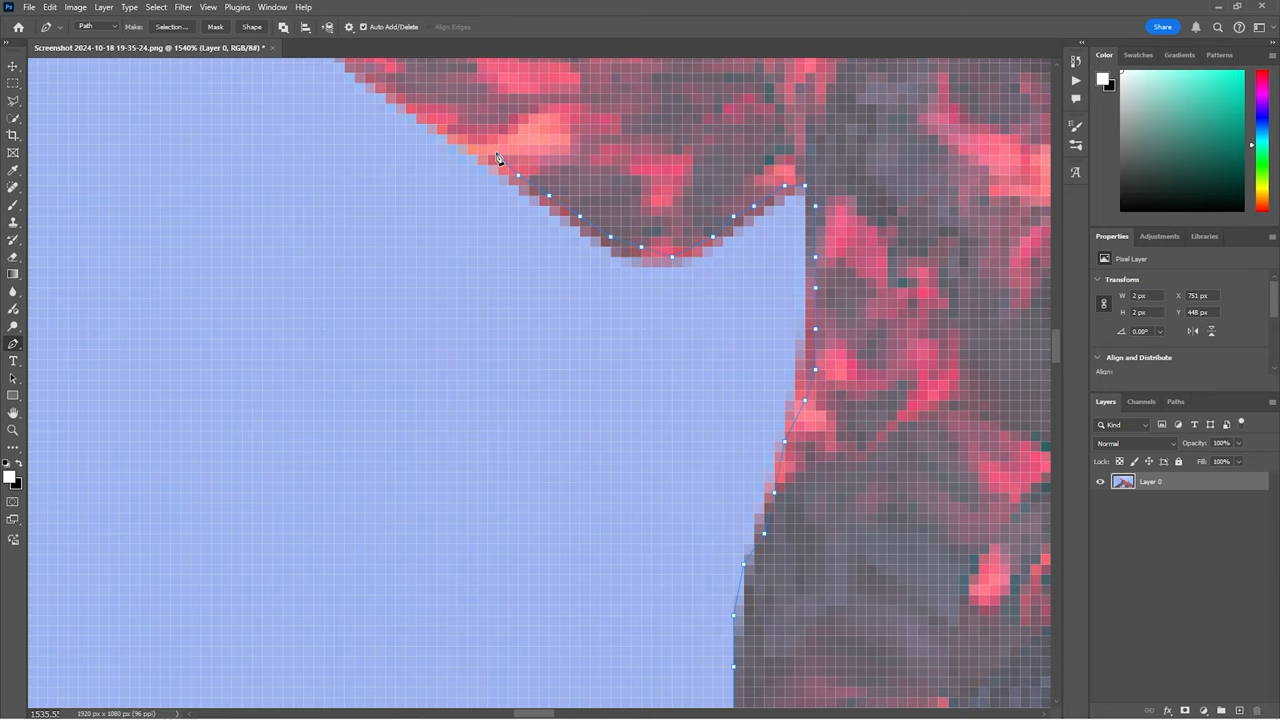 Ps File Edit Image Layer Type Select Filter View Plugins Window Help
Path Make: Selection... Mask Shape Auto Add/Delete Align Edges Share
Screenshot 2024-10-18 19-35-24.png @ 1540% (Layer 0, RGB/8#) *
Color Swatches Gradients Patterns
Properties Adjustments Libraries
Pixel Layer
Transform
W 2 px X 751 px
H 2 px Y 448 px
0.00°
Align and Distribute
Align:
Layers Channels Paths
Kind
Normal Opacity: 100%
Lock: Fill: 100%
Layer 0
1535.5 1920 px x 1080 px (96 ppi)